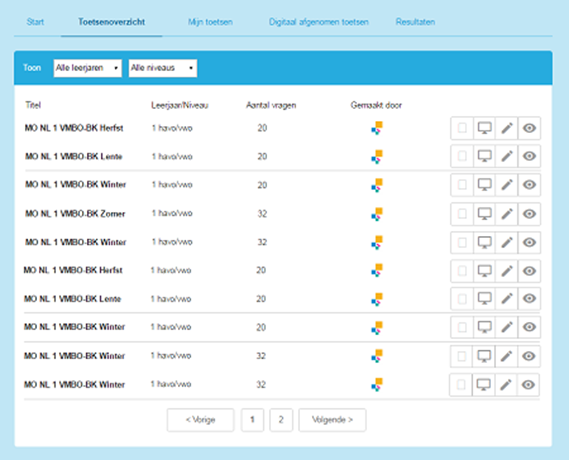 Start Toetsenoverzicht Mijn toetsen Digitaal afgenomen toetsen Resultaten
Toon Alle leerjaren Alle niveaus
Titel Leerjaar/Niveau Aantal vragen Gemaakt door
MO NL 1 VMBO-BK Herfst 1 havo/vwo 20
MO NL 1 VMBO-BK Lente 1 havo/vwo 20
MO NL 1 VMBO-BK Winter 1 havo/vwo 20
MO NL 1 VMBO-BK Zomer 1 havo/vwo 32
MO NL 1 VMBO-BK Winter 1 havo/vwo 32
MO NL 1 VMBO-BK Herfst 1 havo/vwo 20
MO NL 1 VMBO-BK Lente 1 havo/vwo 20
MO NL 1 VMBO-BK Winter 1 havo/vwo 20
MO NL 1 VMBO-BK Winter 1 havo/vwo 32
MO NL 1 VMBO-BK Winter 1 havo/vwo 32
< Vorige 1 2 Volgende >